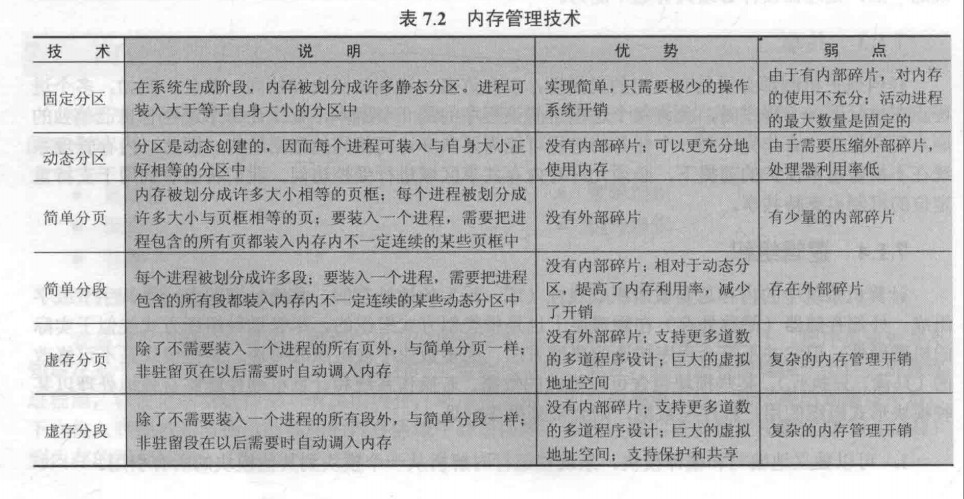 表 7.2 内存管理技术
技 术 说 明 优 势 弱 点
固定分区
在系统生成阶段，内存被划分成许多静态分区。进程可
装入大于等于自身大小的分区中
实现简单，只需要极少的操作
系统开销
由于有内部碎片，对内存
的使用不充分；活动进程
的最大数量是固定的
动态分区
分区是动态创建的，因而每个进程可装入与自身大小正
好相等的分区中
没有内部碎片；可以更充分地
使用内存
由于需要压缩外部碎片，
处理器利用率低
简单分页
内存被划分成许多大小相等的页框；每个进程被划分成
许多大小与页框相等的页；要装入一个进程，需要把进
程包含的所有页都装入内存内不一定连续的某些页框中
没有外部碎片
有少量的内部碎片
简单分段
每个进程被划分成许多段；要装入一个进程，需要把进程
包含的所有段都装入内存内不一定连续的某些动态分区中
没有内部碎片；相对于动态分
区，提高了内存利用率，减少
了开销
存在外部碎片
虚存分页
除了不需要装入一个进程的所有页外，与简单分页一样；
非驻留页在以后需要时自动调入内存
没有外部碎片；支持更多道数
的多道程序设计；巨大的虚拟
地址空间
复杂的内存管理开销
虚存分段
除了不需要装入一个进程的所有段外，与简单分段一样；
非驻留段在以后需要时自动调入内存
没有内部碎片；支持更多道数
的多道程序设计；巨大的虚拟
地址空间；支持保护和共享
复杂的内存管理开销